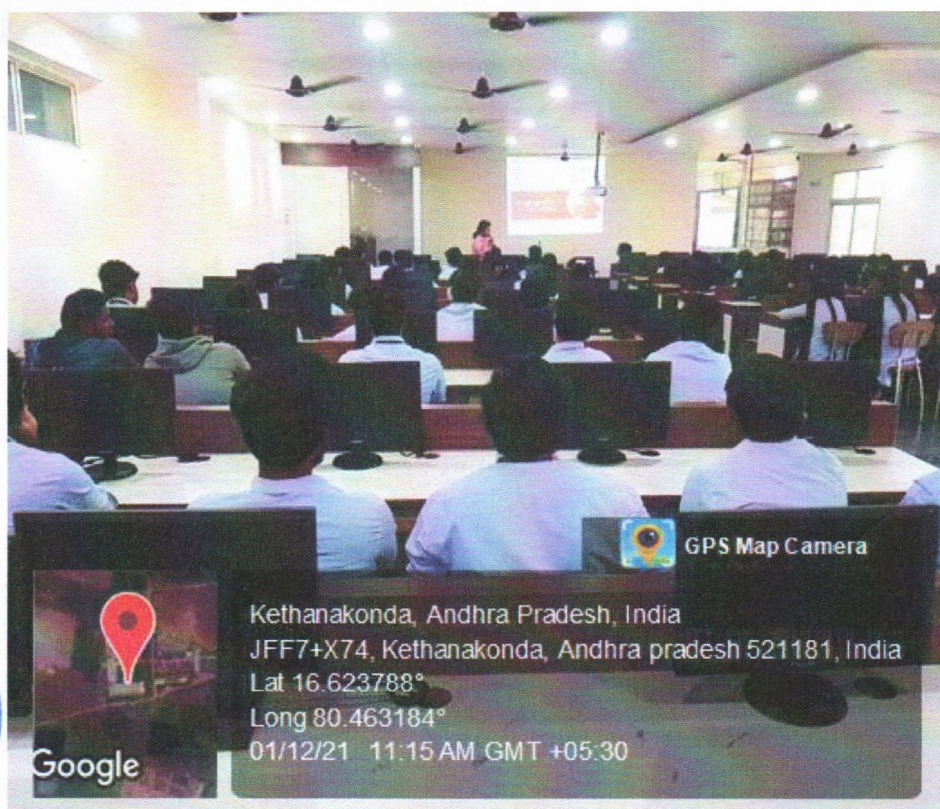 GPS Map Camera
Kethanakonda, Andhra Pradesh, India
JFF7+X74, Kethanakonda, Andhra pradesh 521181, India
Lat 16.623788°
Long 80.463184°
01/12/21 11:15 AM GMT +05:30
Google